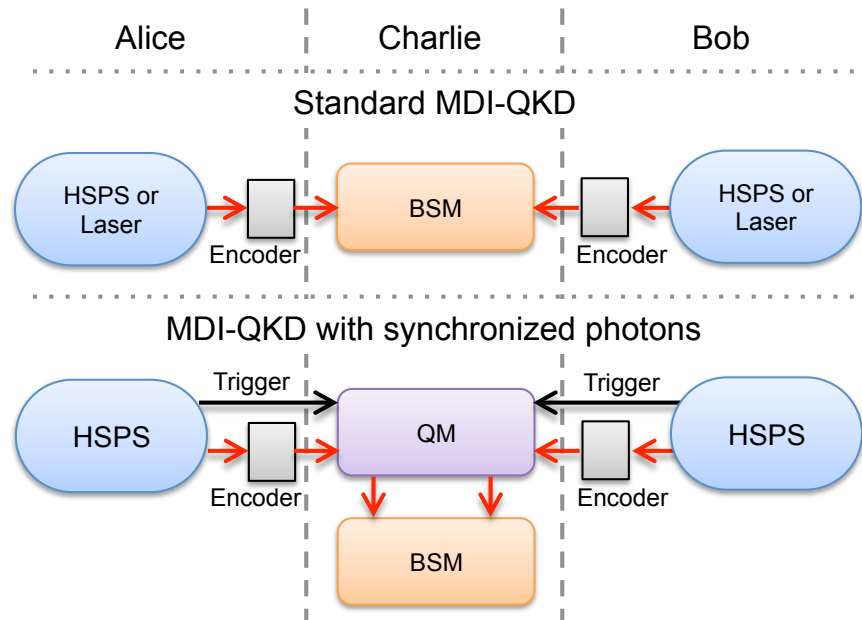 Alice
Charlie
Bob
Standard MDI-QKD
HSPS or
Laser
Encoder
BSM
Encoder
HSPS or
Laser
MDI-QKD with synchronized photons
HSPS
Trigger
Encoder
QM
Trigger
Encoder
HSPS
BSM